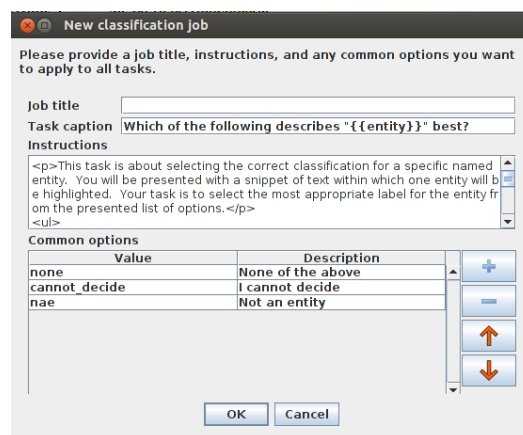 New classification job
Please provide a job title, instructions, and any common options you want
to apply to all tasks.
Job title
Task caption Which of the following describes "{{entity}}" best?
Instructions
<p>This task is about selecting the correct classification for a specific named
entity.  You will be presented with a snippet of text within which one entity will b
e highlighted.  Your task is to select the most appropriate label for the entity fr
om the presented list of options.</p>
<ul>
Common options
Value Description
none None of the above
cannot_decide I cannot decide
nae Not an entity
OK Cancel